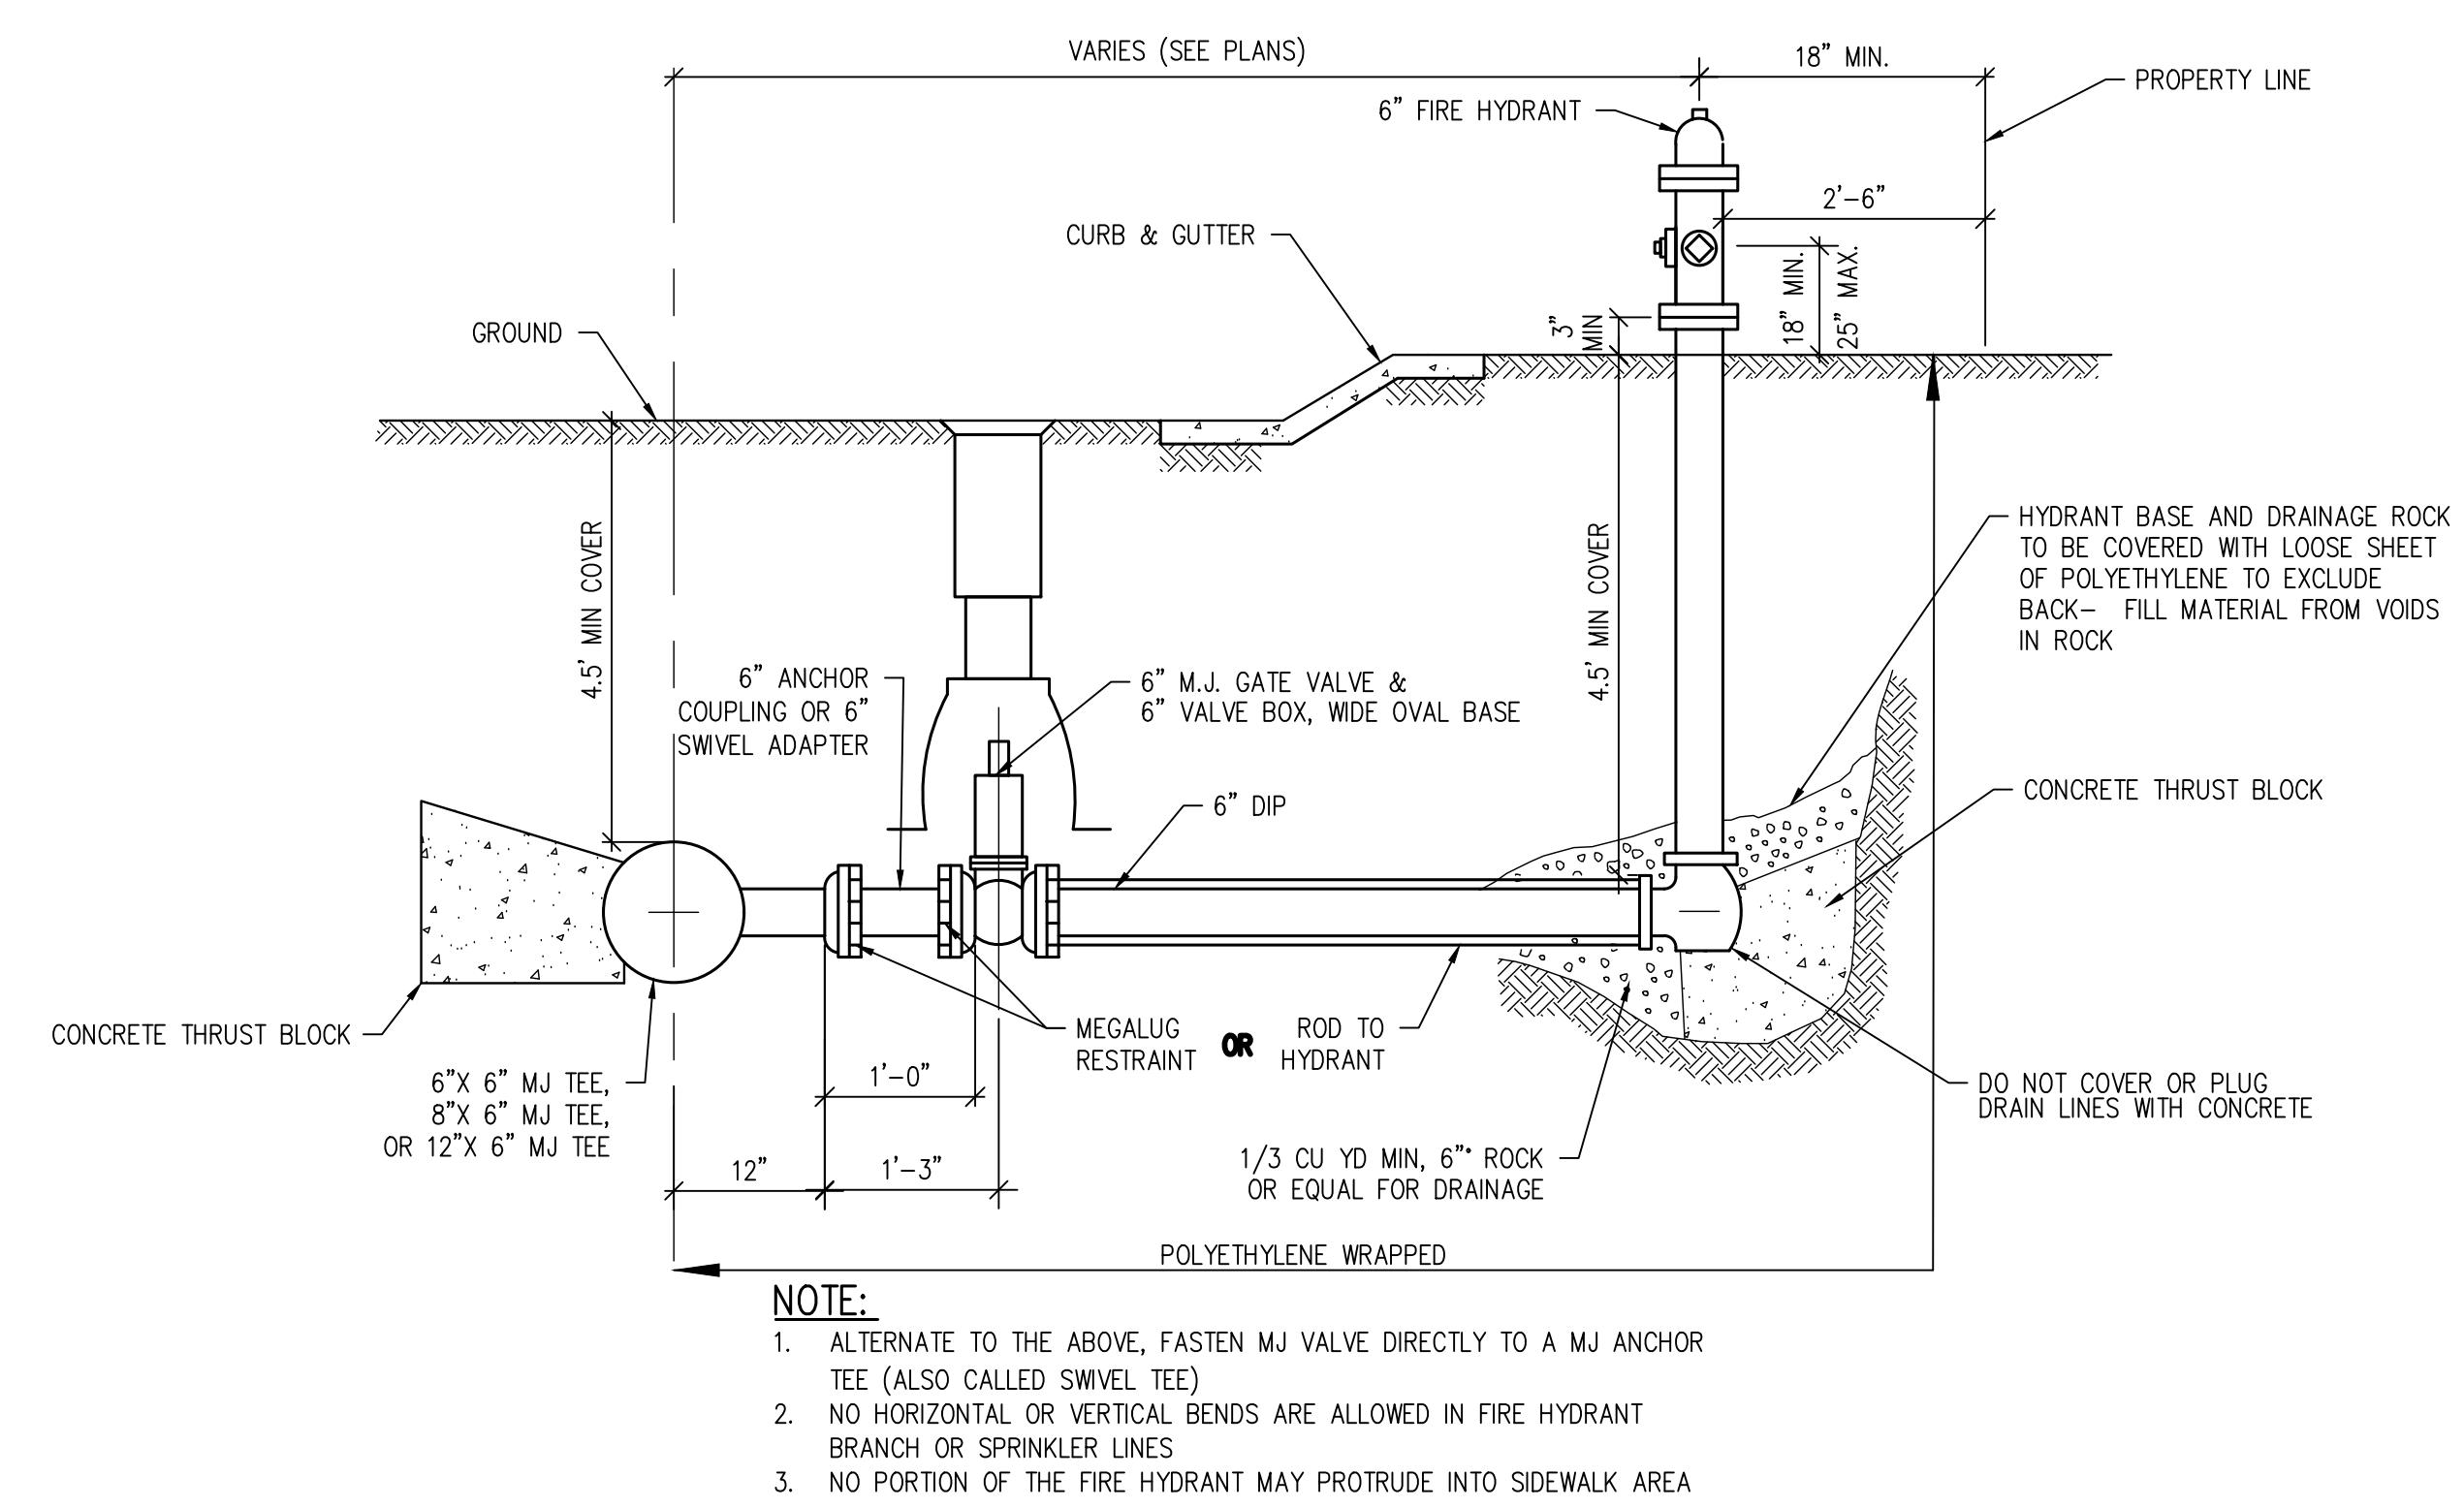 VARIES (SEE PLANS)
18" MIN.
PROPERTY LINE
6" FIRE HYDRANT
2'-6"
CURB & GUTTER
18" MIN.
25" MAX.
3"
MIN
GROUND
4.5' MIN COVER
4.5' MIN COVER
HYDRANT BASE AND DRAINAGE ROCK
TO BE COVERED WITH LOOSE SHEET
OF POLYETHYLENE TO EXCLUDE
BACK- FILL MATERIAL FROM VOIDS
IN ROCK
6" ANCHOR
COUPLING OR 6"
SWIVEL ADAPTER
6" M.J. GATE VALVE &
6" VALVE BOX, WIDE OVAL BASE
6" DIP
CONCRETE THRUST BLOCK
CONCRETE THRUST BLOCK
MEGALUG
RESTRAINT
OR
ROD TO
HYDRANT
6"X 6" MJ TEE,
8"X 6" MJ TEE,
OR 12"X 6" MJ TEE
1'-0"
DO NOT COVER OR PLUG
DRAIN LINES WITH CONCRETE
12"
1'-3"
1/3 CU YD MIN, 6"° ROCK
OR EQUAL FOR DRAINAGE
POLYETHYLENE WRAPPED
NOTE:
1. ALTERNATE TO THE ABOVE, FASTEN MJ VALVE DIRECTLY TO A MJ ANCHOR
TEE (ALSO CALLED SWIVEL TEE)
2. NO HORIZONTAL OR VERTICAL BENDS ARE ALLOWED IN FIRE HYDRANT
BRANCH OR SPRINKLER LINES
3. NO PORTION OF THE FIRE HYDRANT MAY PROTRUDE INTO SIDEWALK AREA